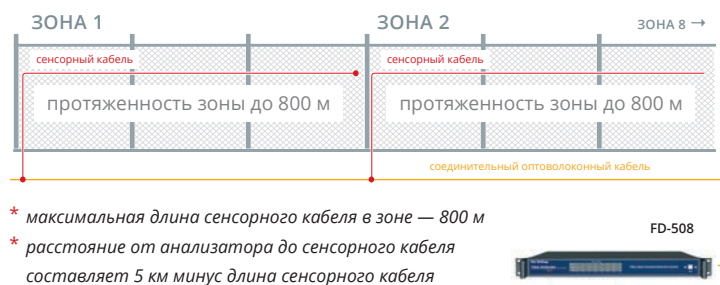 ЗОНА 1
ЗОНА 2
ЗОНА 8 →
сенсорный кабель
сенсорный кабель
протяженность зоны до 800 м
протяженность зоны до 800 м
соединительный оптоволоконный кабель
* максимальная длина сенсорного кабеля в зоне — 800 м
* расстояние от анализатора до сенсорного кабеля
составляет 5 км минус длина сенсорного кабеля
FD-508